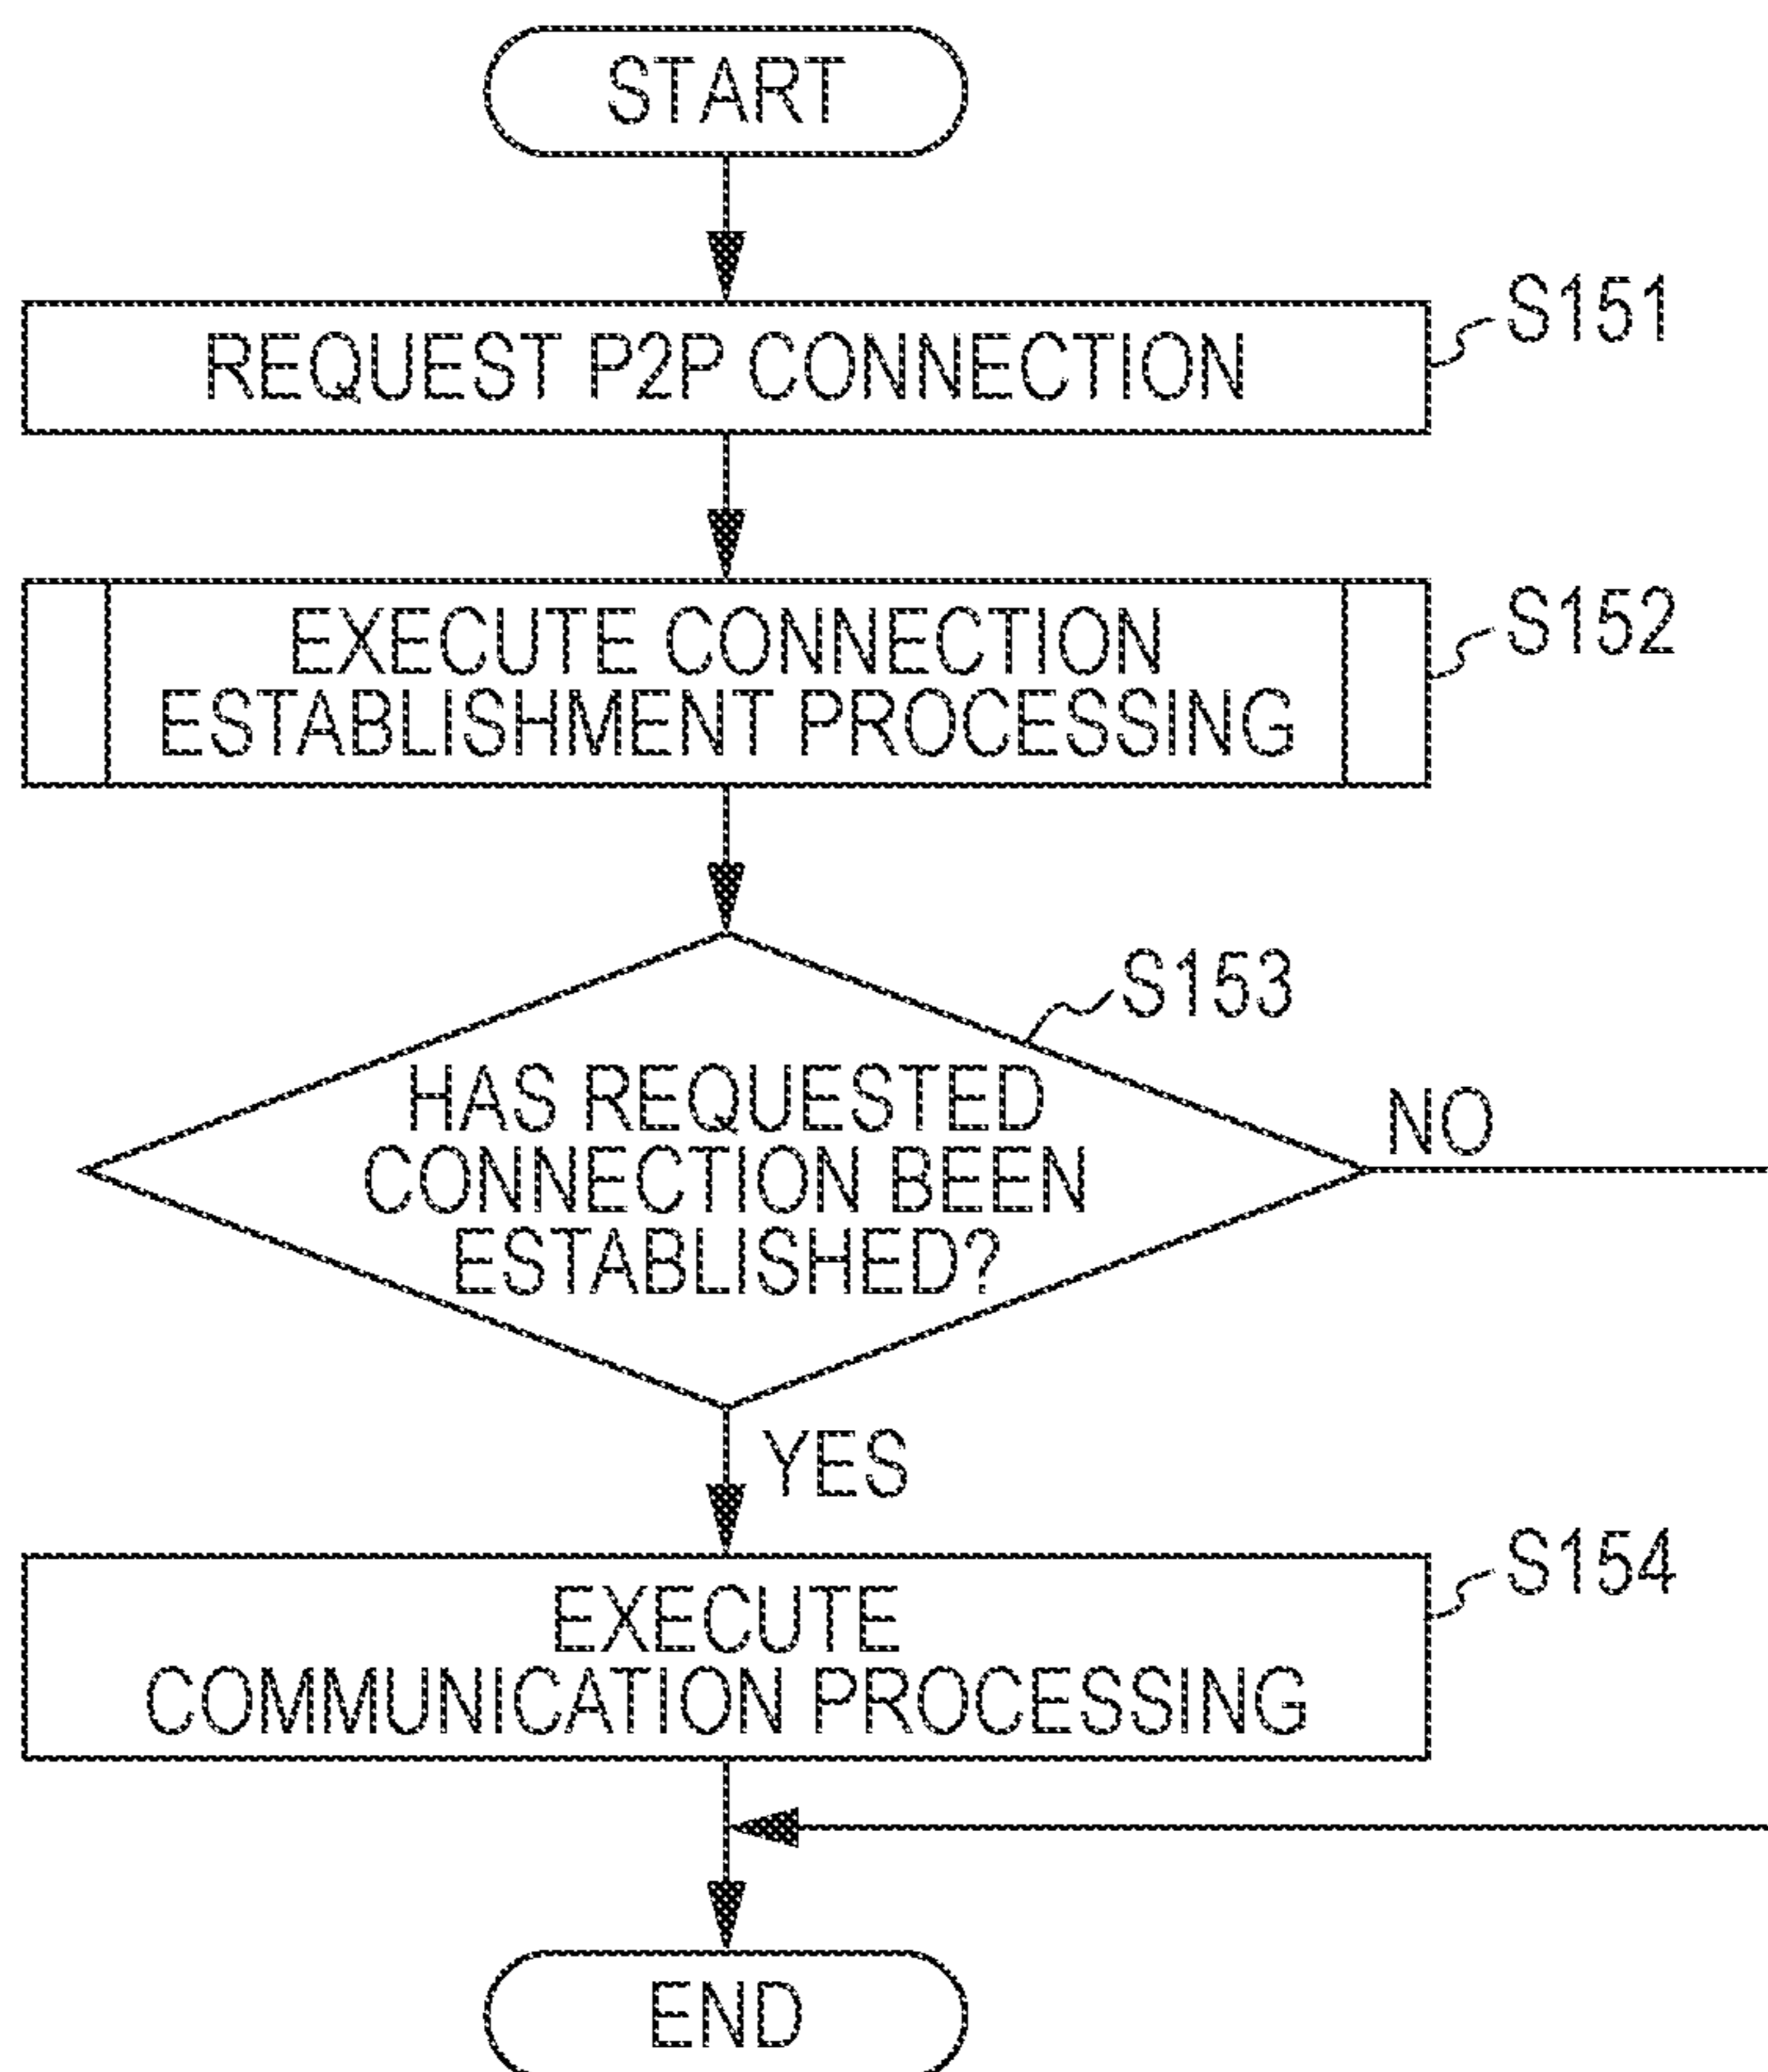 START
REQUEST P2P CONNECTION
S151
EXECUTE CONNECTION
ESTABLISHMENT PROCESSING
S152
S153
HAS REQUESTED
CONNECTION BEEN
ESTABLISHED?
NO
YES
EXECUTE
COMMUNICATION PROCESSING
S154
END